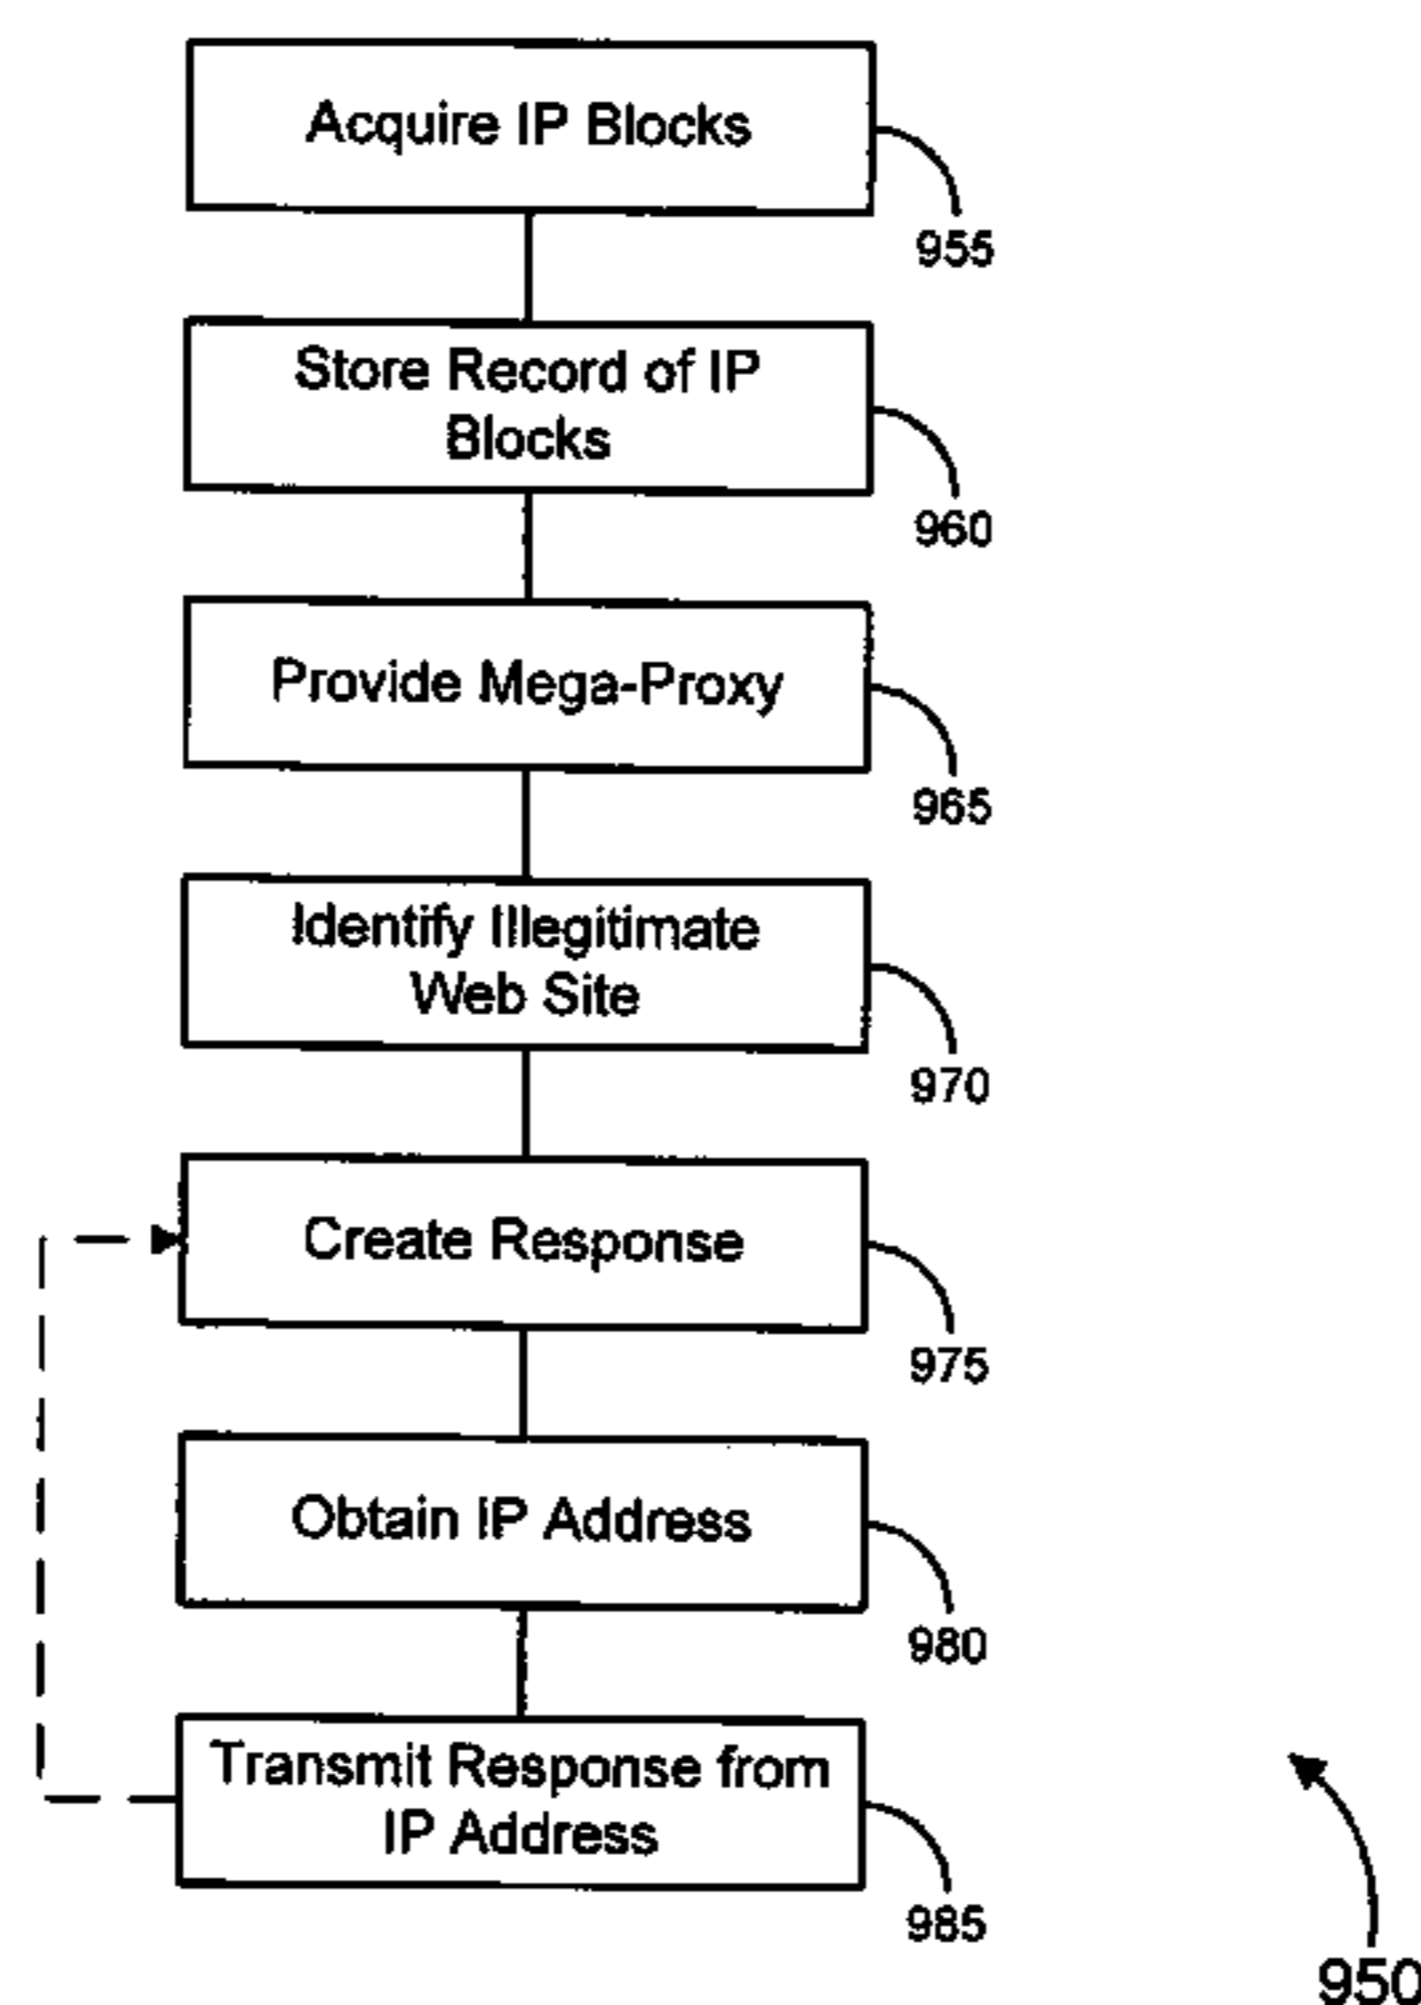 Acquire IP Blocks
955
Store Record of IP
Blocks
960
Provide Mega-Proxy
965
Identify Illegitimate
Web Site
970
Create Response
975
Obtain IP Address
980
Transmit Response from
IP Address
985
950